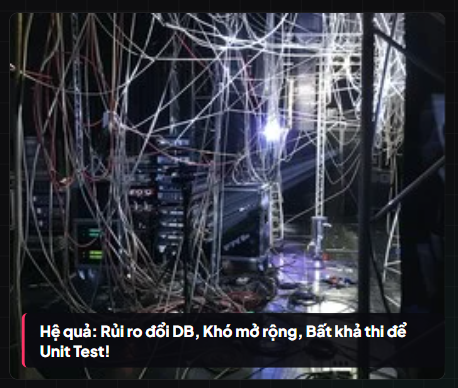 Hệ quả: Rủi ro đổi DB, Khó mở rộng, Bất khả thi để
Unit Test!